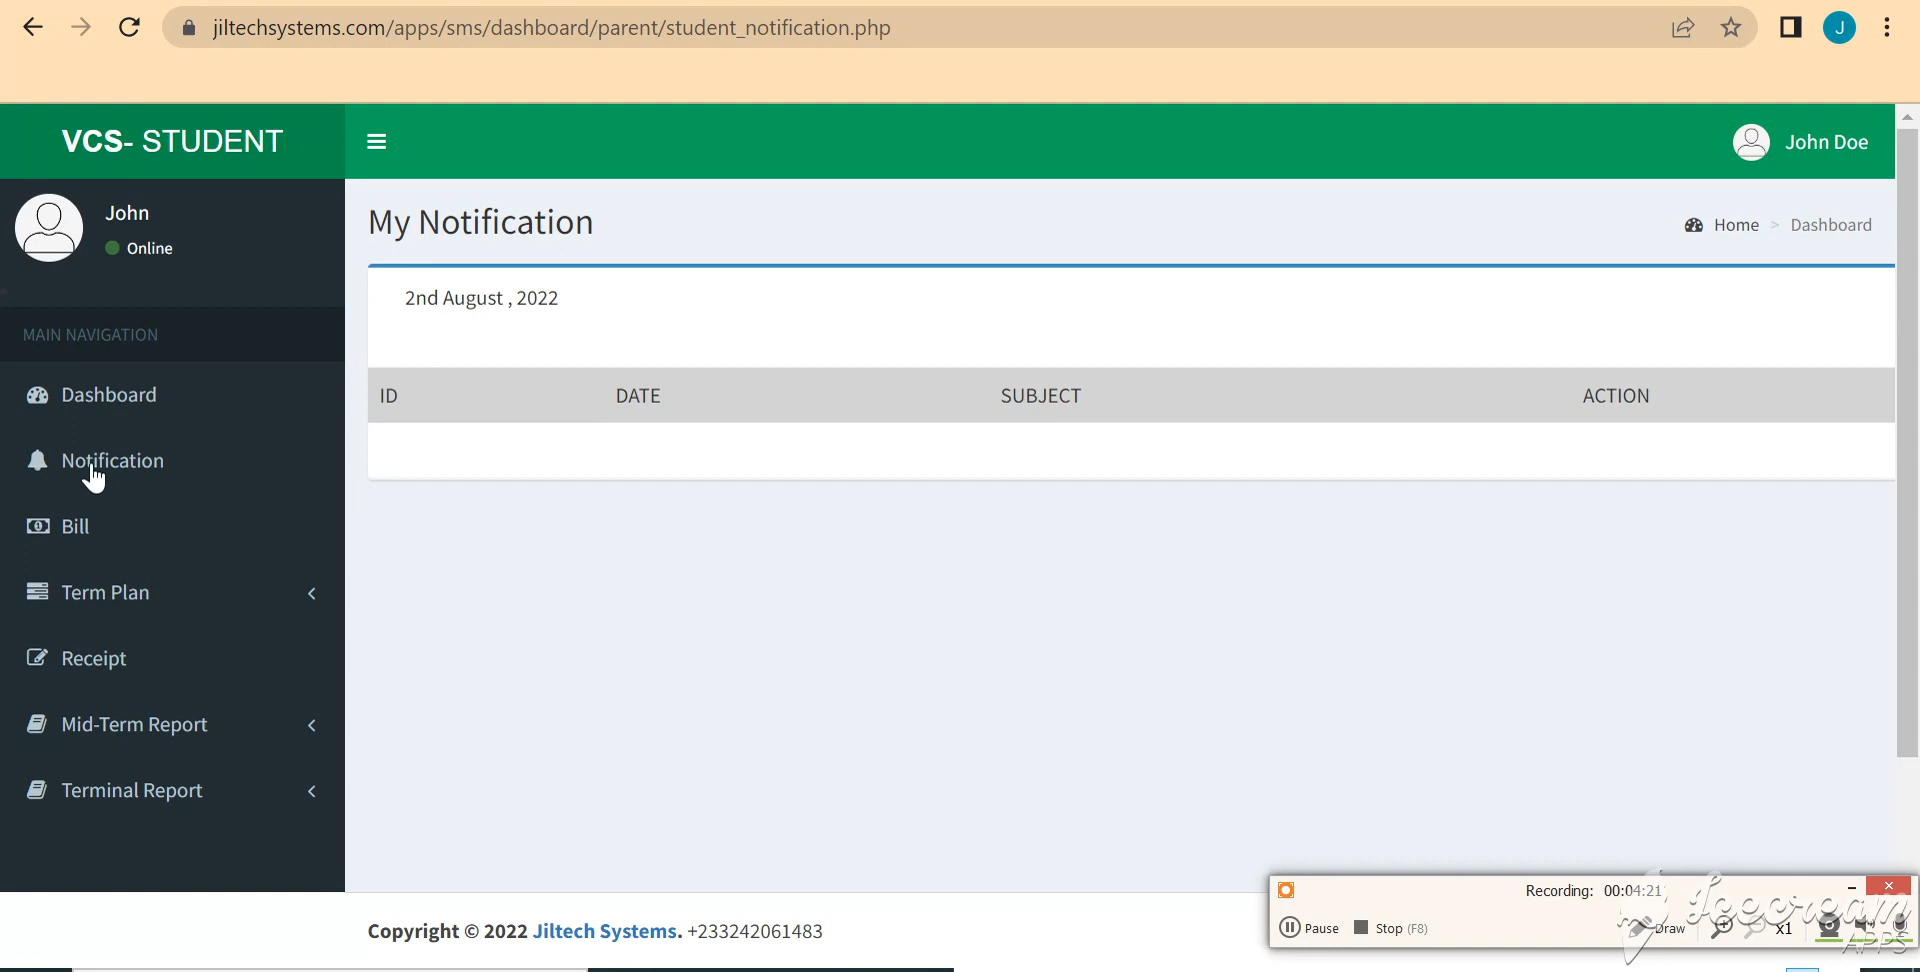 jiltechsystems.com/apps/sms/dashboard/parent/student_notification.php
J
VCS- STUDENT
John Doe
John
Online
My Notification
Home > Dashboard
2nd August , 2022
MAIN NAVIGATION
ID DATE SUBJECT ACTION
Dashboard
Notification
Bill
Term Plan
Receipt
Mid-Term Report
Terminal Report
Recording: 00:04:21
Pause Stop (F8) Draw x1
Icecream
APPS
Copyright © 2022 Jiltech Systems. +233242061483